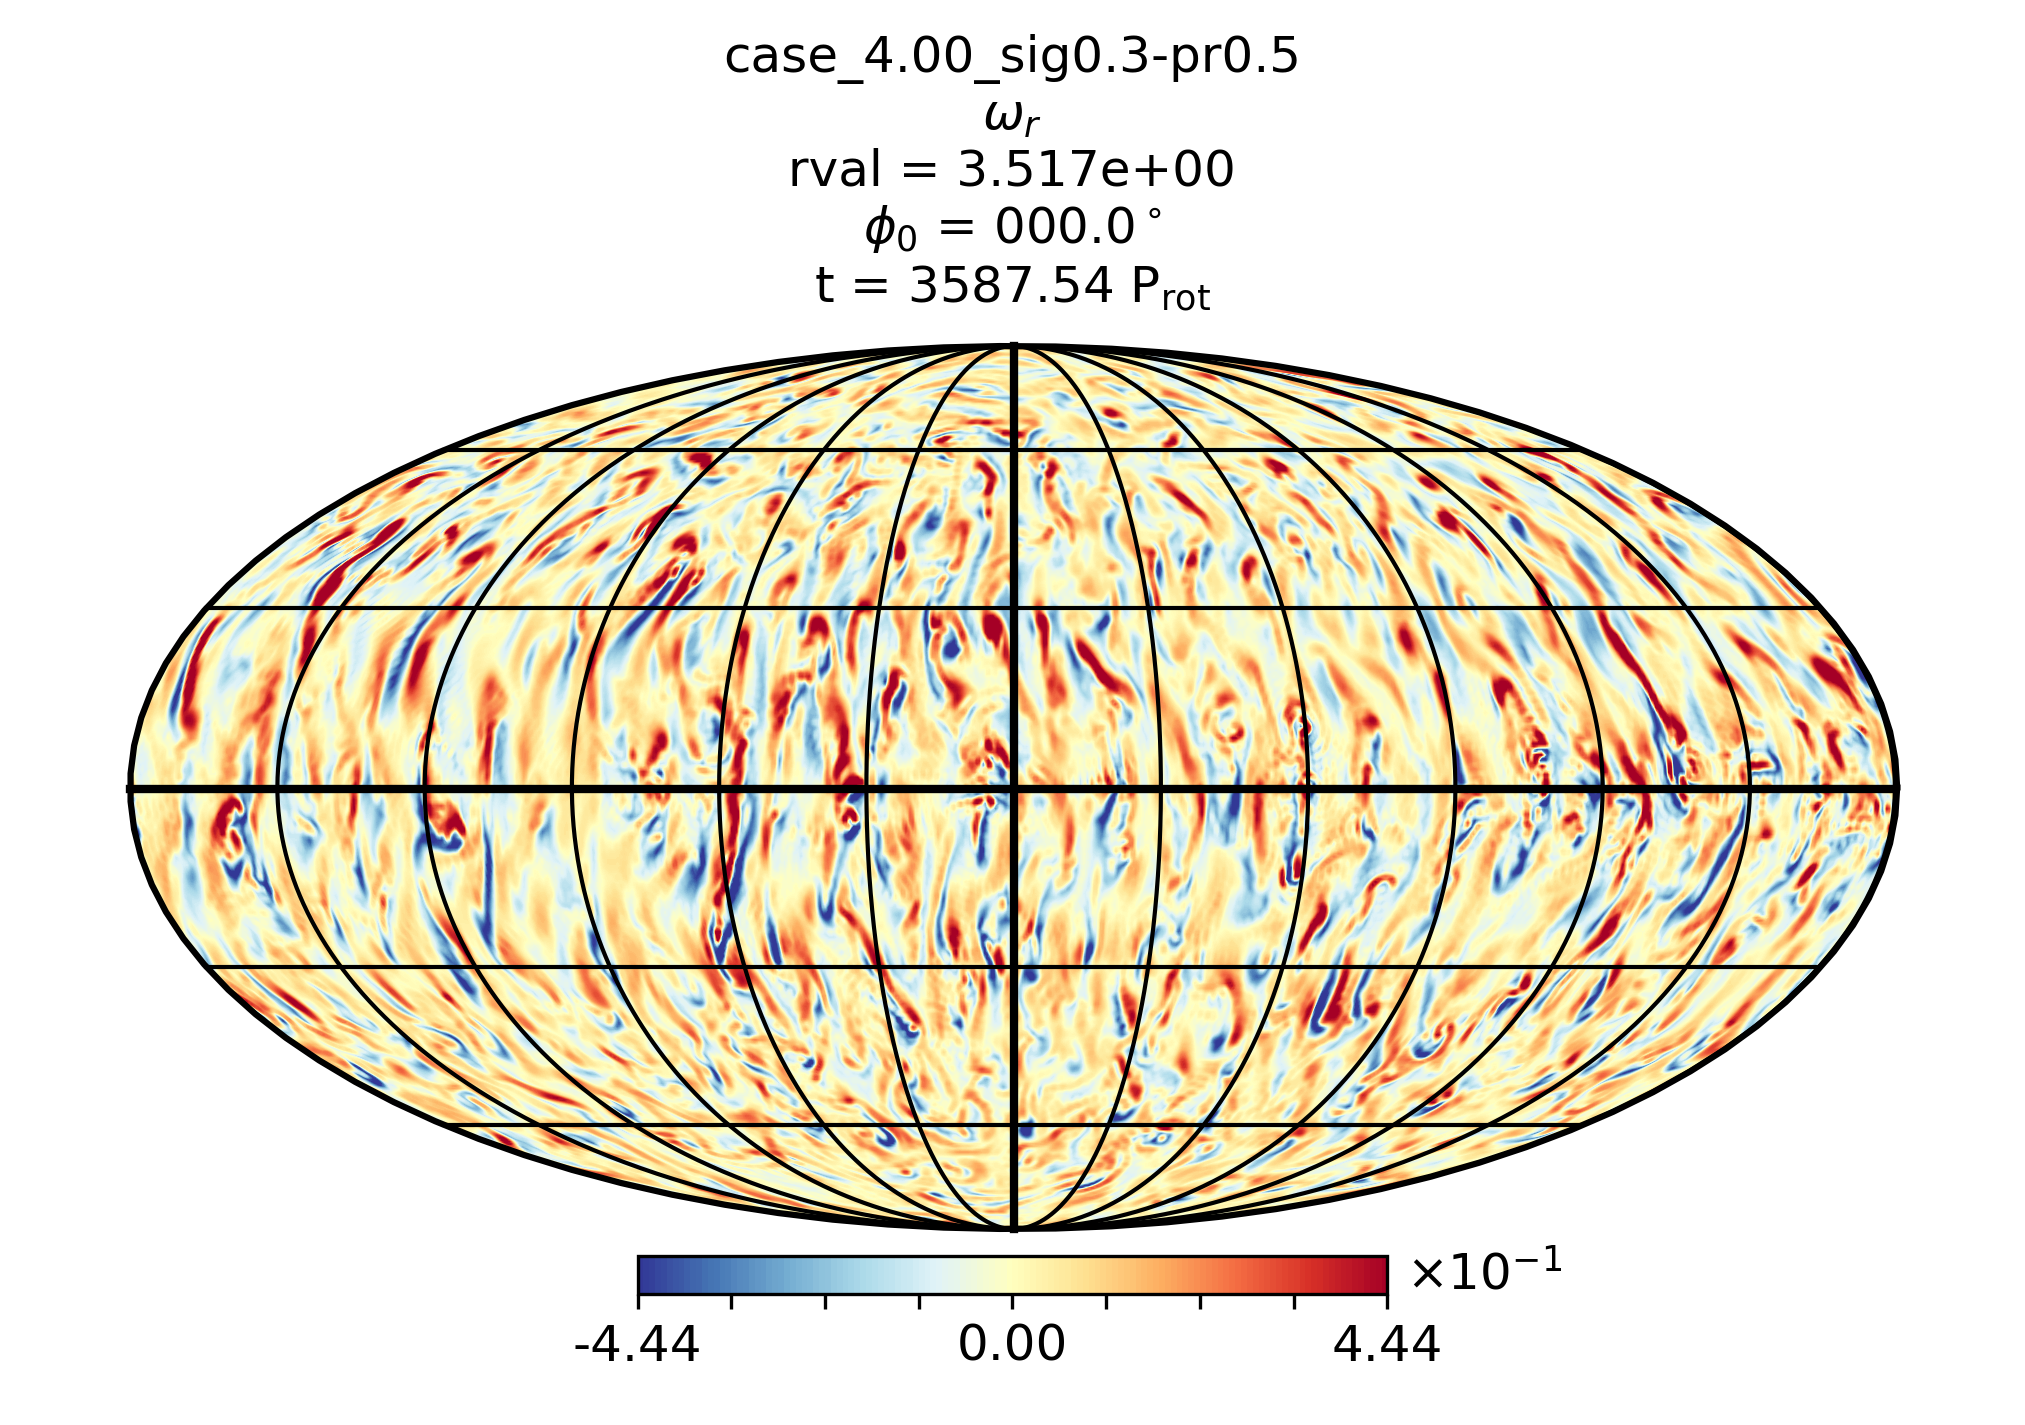 case_4.00_sig0.3-pr0.5
ω_r
rval = 3.517e+00
ϕ_0 = 000.0°
t = 3587.54 P_rot
×10^−1
-4.44 0.00 4.44